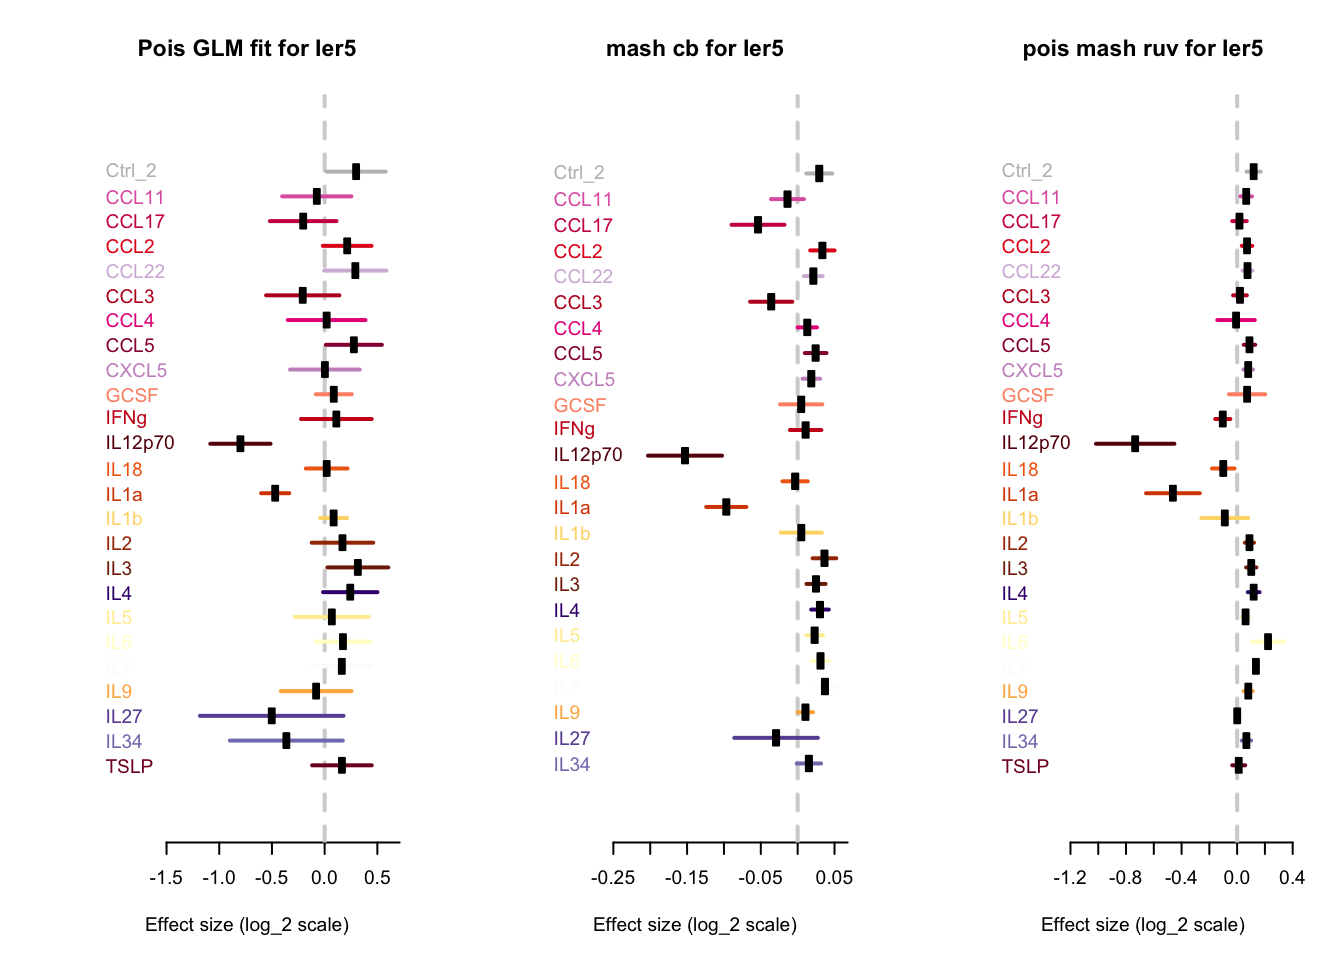 Pois GLM fit for Ier5
Ctrl_2
CCL11
CCL17
CCL2
CCL22
CCL3
CCL4
CCL5
CXCL5
GCSF
IFNg
IL12p70
IL18
IL1a
IL1b
IL2
IL3
IL4
IL5
IL6
IL7
IL9
IL27
IL34
TSLP
-1.5 -1.0 -0.5 0.0 0.5
Effect size (log_2 scale)
mash cb for Ier5
Ctrl_2
CCL11
CCL17
CCL2
CCL22
CCL3
CCL4
CCL5
CXCL5
GCSF
IFNg
IL12p70
IL18
IL1a
IL1b
IL2
IL3
IL4
IL5
IL6
IL7
IL9
IL27
IL34
-0.25 -0.15 -0.05 0.05
Effect size (log_2 scale)
pois mash ruv for Ier5
Ctrl_2
CCL11
CCL17
CCL2
CCL22
CCL3
CCL4
CCL5
CXCL5
GCSF
IFNg
IL12p70
IL18
IL1a
IL1b
IL2
IL3
IL4
IL5
IL6
IL7
IL9
IL27
IL34
TSLP
-1.2 -0.8 -0.4 0.0 0.4
Effect size (log_2 scale)